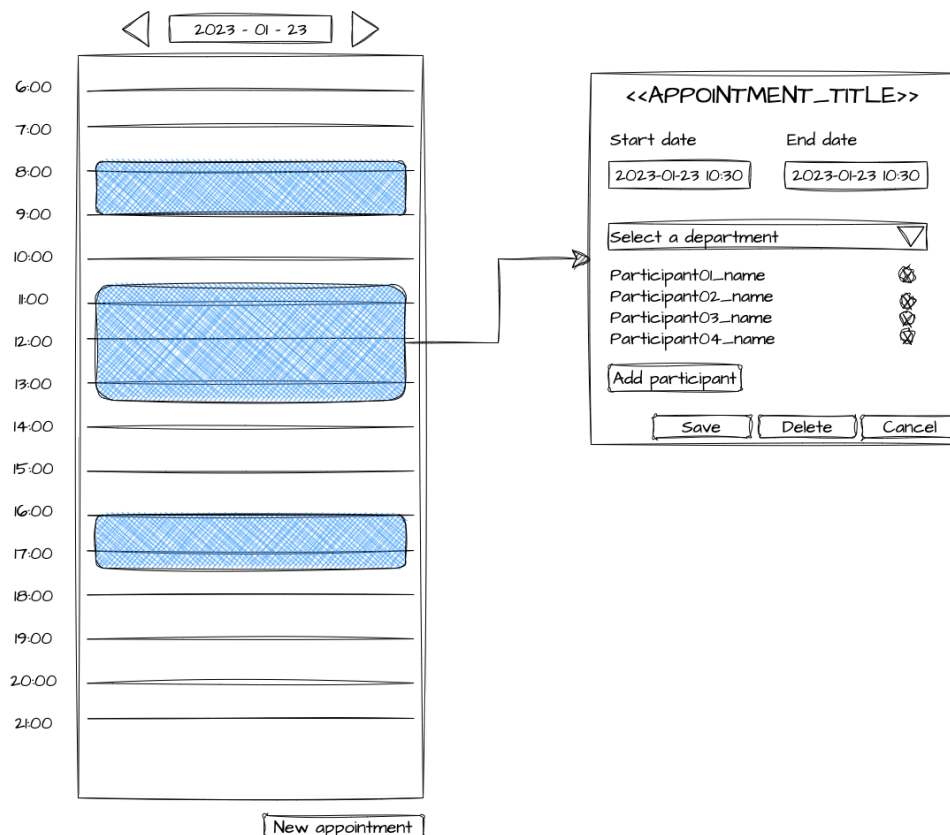 2023 - 01 - 23
6:00
7:00
8:00
9:00
10:00
11:00
12:00
13:00
14:00
15:00
16:00
17:00
18:00
19:00
20:00
21:00
New appointment
<<APPOINTMENT_TITLE>>
Start date End date
2023-01-23 10:30 2023-01-23 10:30
Select a department
Participant01_name
Participant02_name
Participant03_name
Participant04_name
Add participant
Save Delete Cancel